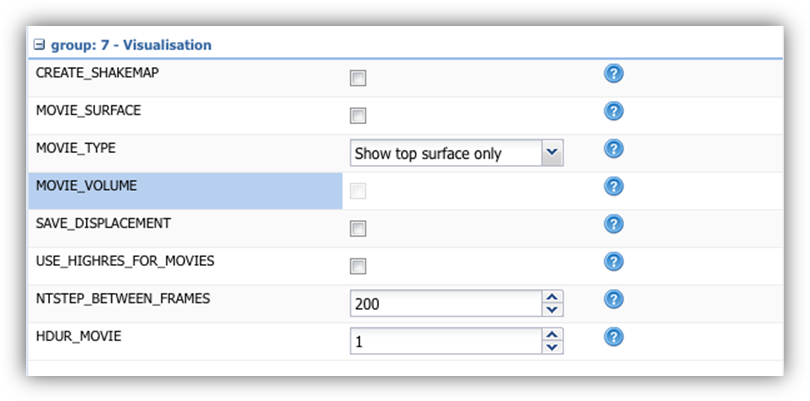 group: 7 - Visualisation
CREATE_SHAKEMAP ?
MOVIE_SURFACE ?
MOVIE_TYPE Show top surface only ?
MOVIE_VOLUME ?
SAVE_DISPLACEMENT ?
USE_HIGHRES_FOR_MOVIES ?
NTSTEP_BETWEEN_FRAMES 200 ?
HDUR_MOVIE 1 ?